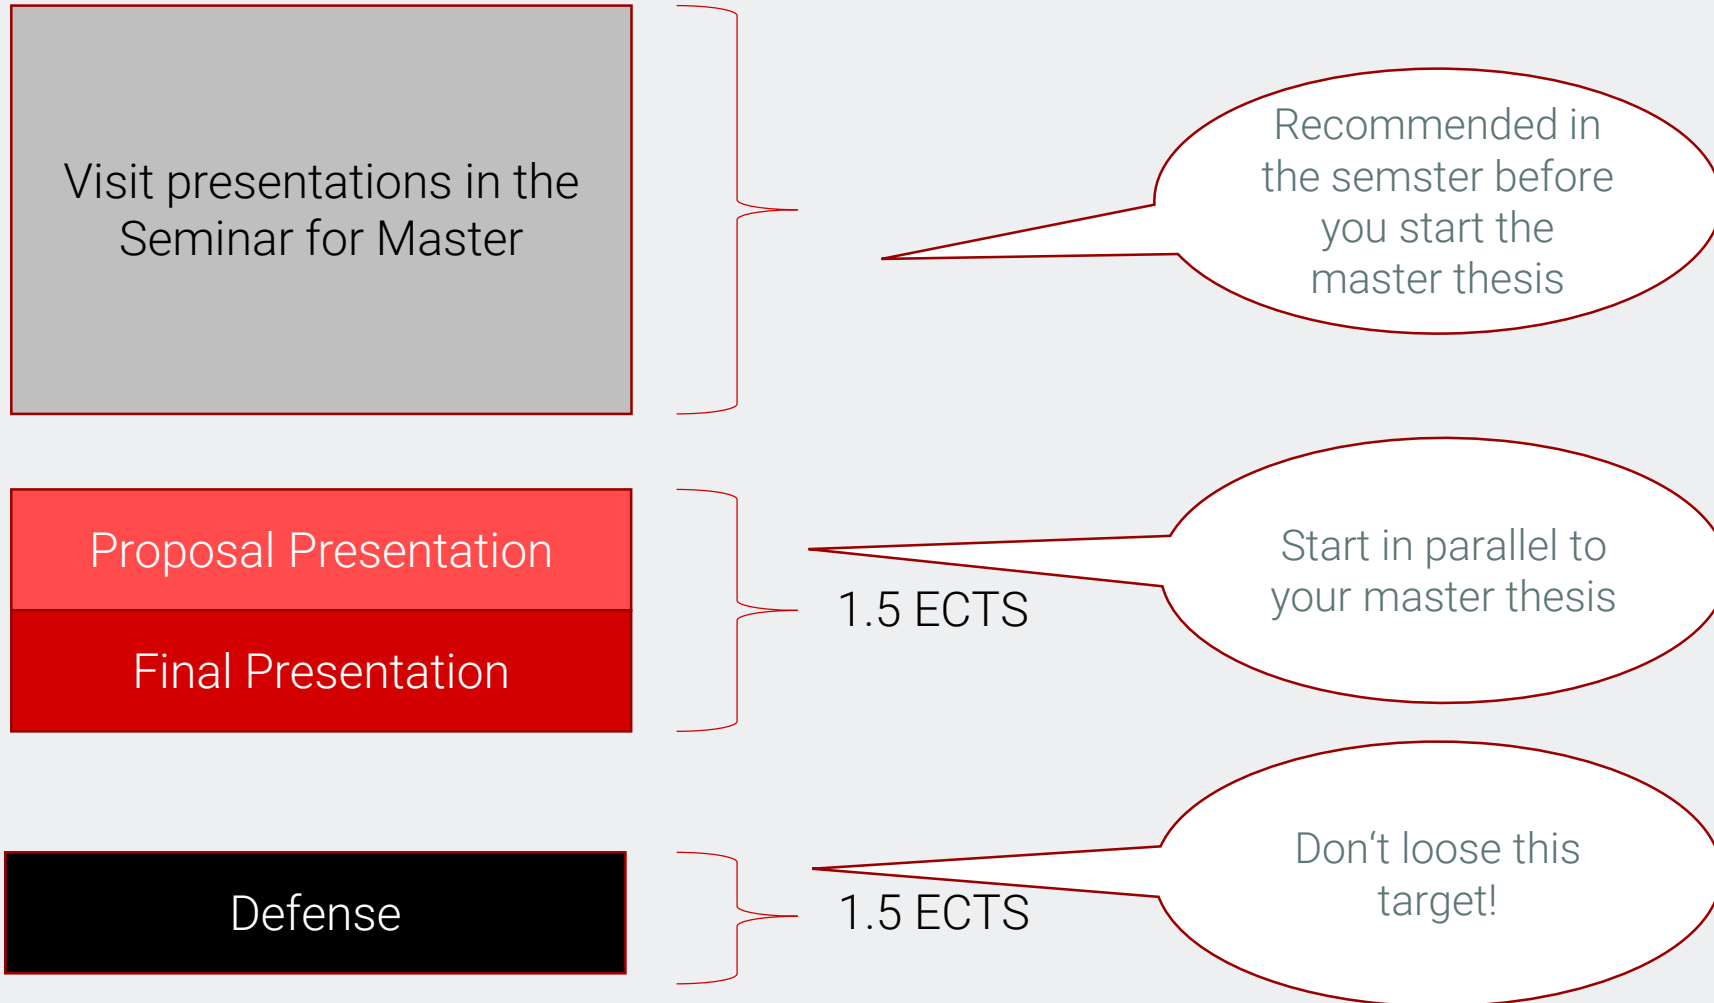 Visit presentations in the
Seminar for Master
Recommended in
the semster before
you start the
master thesis
Proposal Presentation
Final Presentation
1.5 ECTS
Start in parallel to
your master thesis
Defense
1.5 ECTS
Don‘t loose this
target!